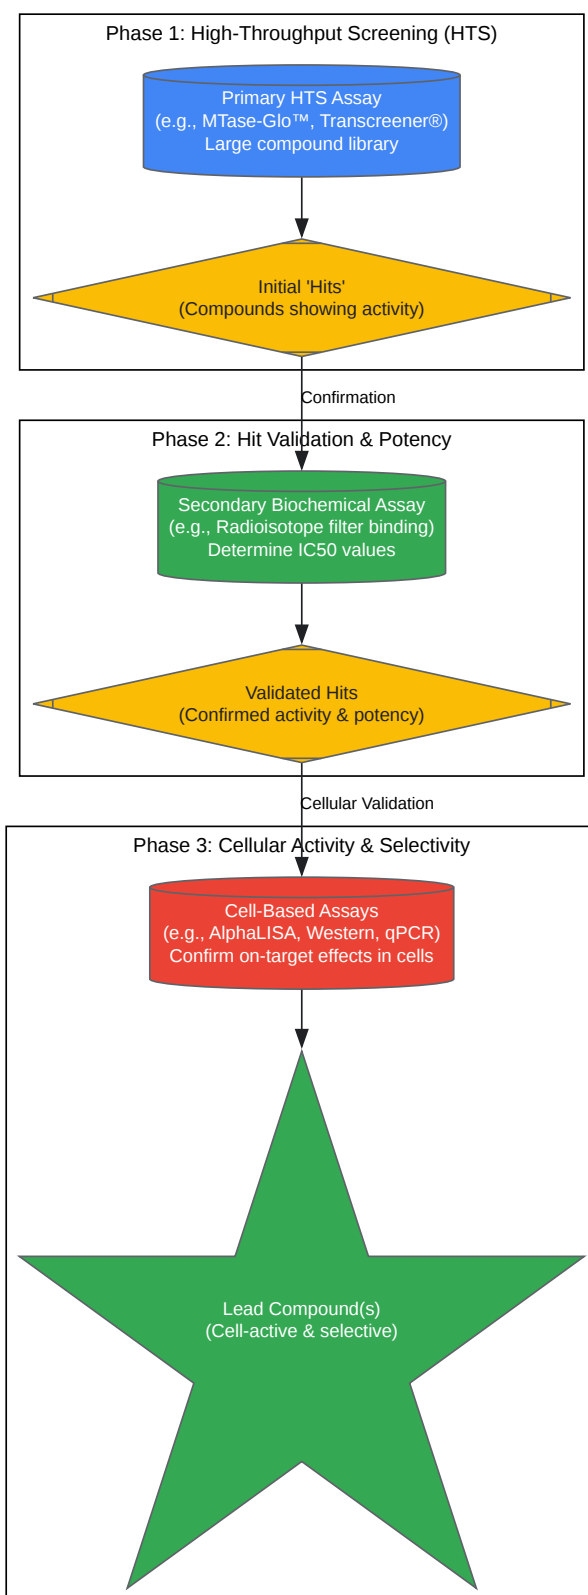 Phase 1: High-Throughput Screening (HTS)
Primary HTS Assay
(e.g., MTase-Glo™, Transcreener®)
Large compound library
Initial 'Hits'
(Compounds showing activity)
Confirmation
Phase 2: Hit Validation & Potency
Secondary Biochemical Assay
(e.g., Radioisotope filter binding)
Determine IC50 values
Validated Hits
(Confirmed activity & potency)
Cellular Validation
Phase 3: Cellular Activity & Selectivity
Cell-Based Assays
(e.g., AlphaLISA, Western, qPCR)
Confirm on-target effects in cells
Lead Compound(s)
(Cell-active & selective)